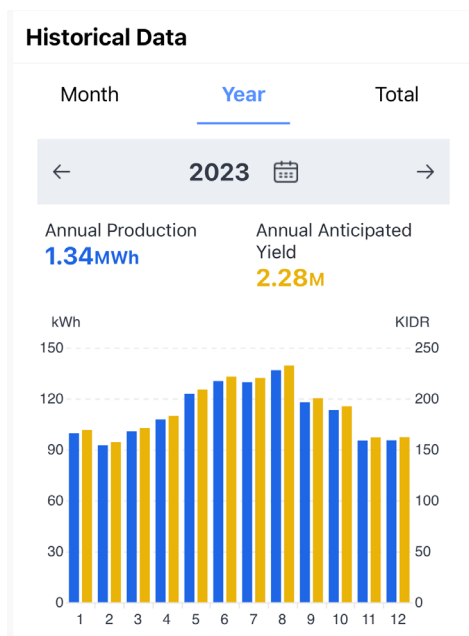 Historical Data
Month Year Total
← 2023 →
Annual Production
1.34MWh
Annual Anticipated
Yield
2.28M
kWh KIDR
150 250
120 200
90 150
60 100
30 50
0 0
1 2 3 4 5 6 7 8 9 10 11 12